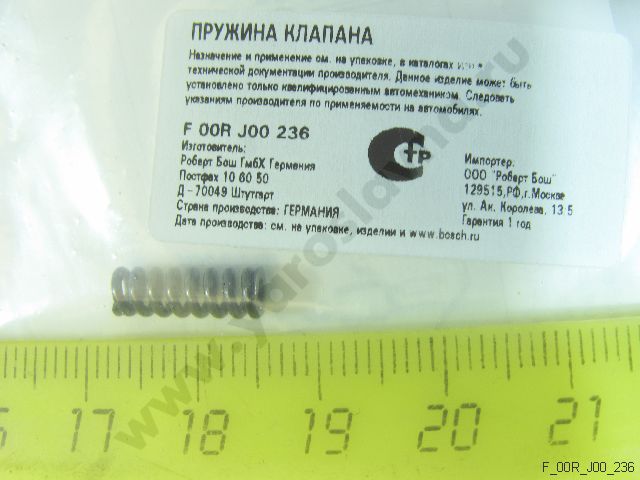 ПРУЖИНА КЛАПАНА
Назначение и применение см. на упаковке, в каталогах или
технической документации производителя. Данное изделие может быть
установлено только квалифицированным автомехаником. Следовать
указаниям производителя по применяемости на автомобилях.
F 00R J00 236
Изготовитель:
Роберт Бош ГмбХ Германия
Постфах 10 60 50
Д - 70049 Штутгарт
Страна производства: ГЕРМАНИЯ
Дата производства: см. на упаковке, изделии и www.bosch.ru
стр
Импортер:
ООО "Роберт Бош"
129515,РФ,г.Москве
ул. Ак. Королева, 13 5
Гарантия 1 год
17 18 19 20 21
F_00R_J00_236